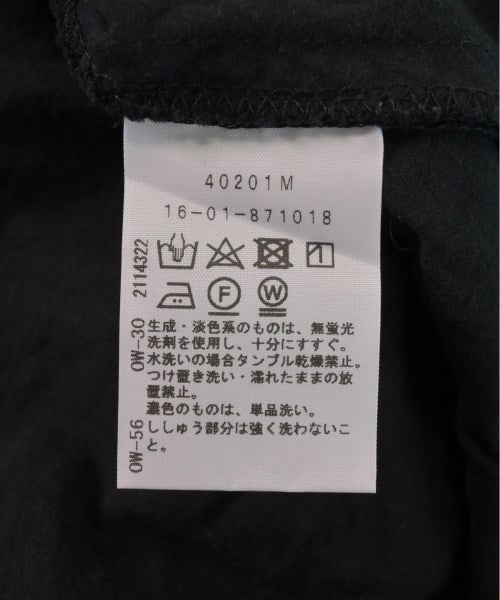 40201M
16-01-871018
F
W
生成・淡色系のものは、無蛍光
洗剤を使用し、十分にすすぐ。
水洗いの場合タンブル乾燥禁止。
つけ置き洗い・濡れたままの放
置禁止。
濃色のものは、単品洗い。
ししゅう部分は強く洗わないこ
と。
OW-56 OW-30 2114322